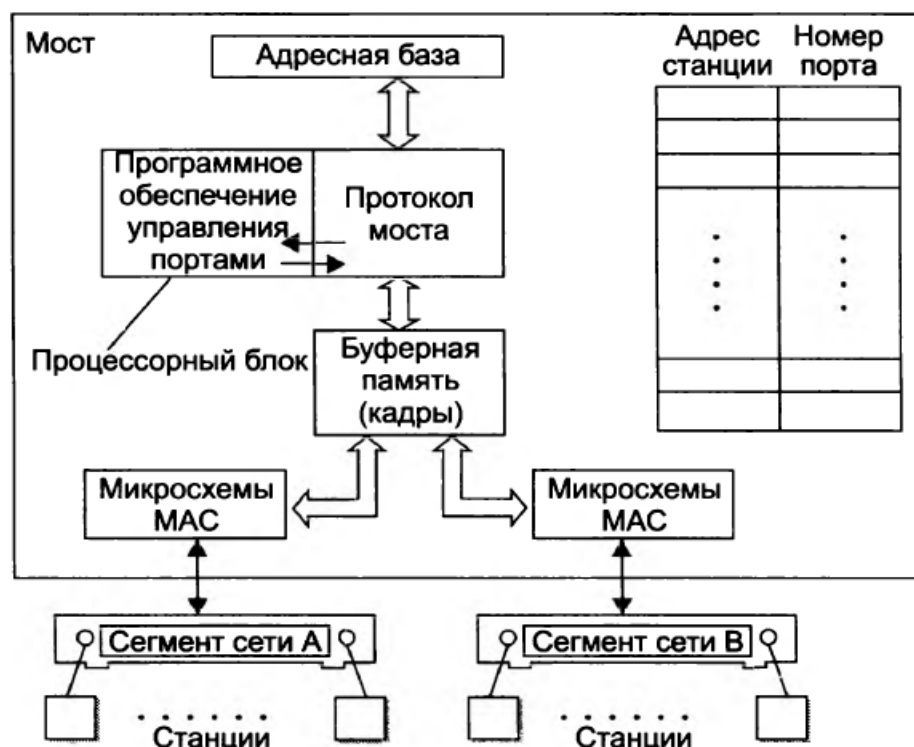 Мост
Адресная база
Адрес станции
Номер порта
Программное
обеспечение
управления
портами
Протокол
моста
Процессорный блок
Буферная
память
(кадры)
Микросхемы
MAC
Микросхемы
MAC
Сегмент сети A
Сегмент сети B
Станции
Станции